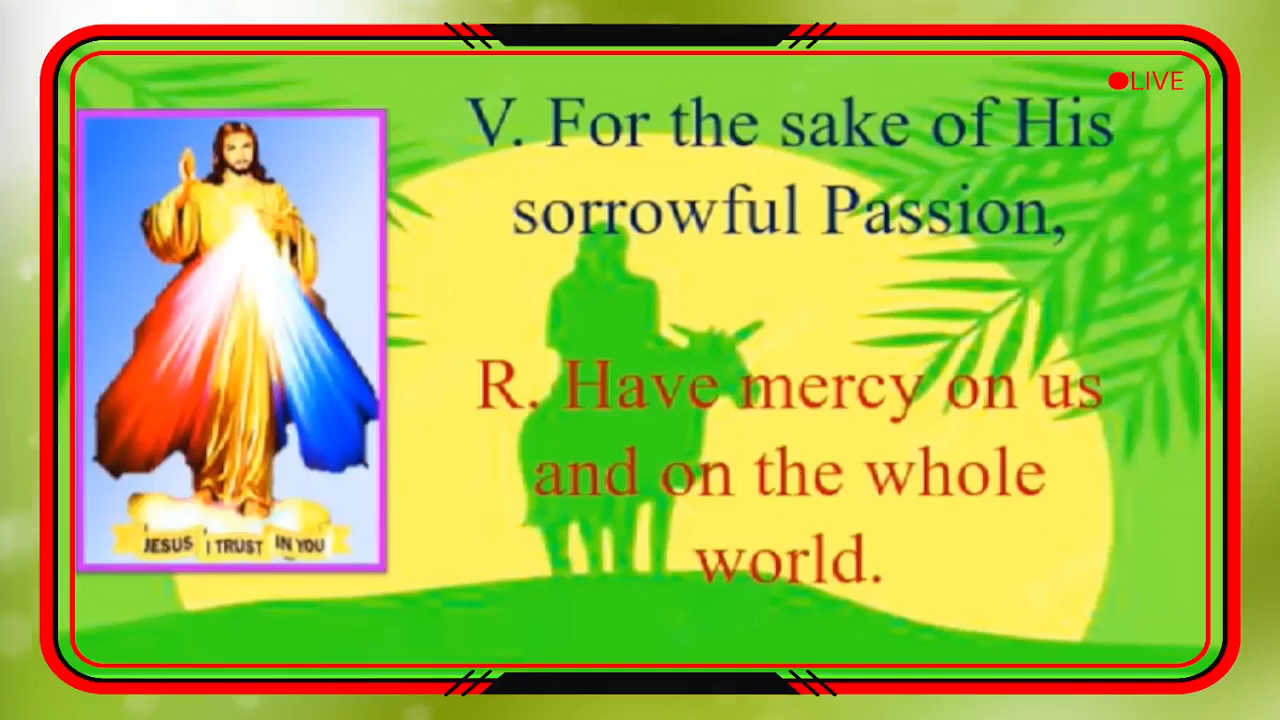 LIVE
V. For the sake of His
sorrowful Passion,
R. Have mercy on us
and on the whole
world.
JESUS I TRUST IN YOU